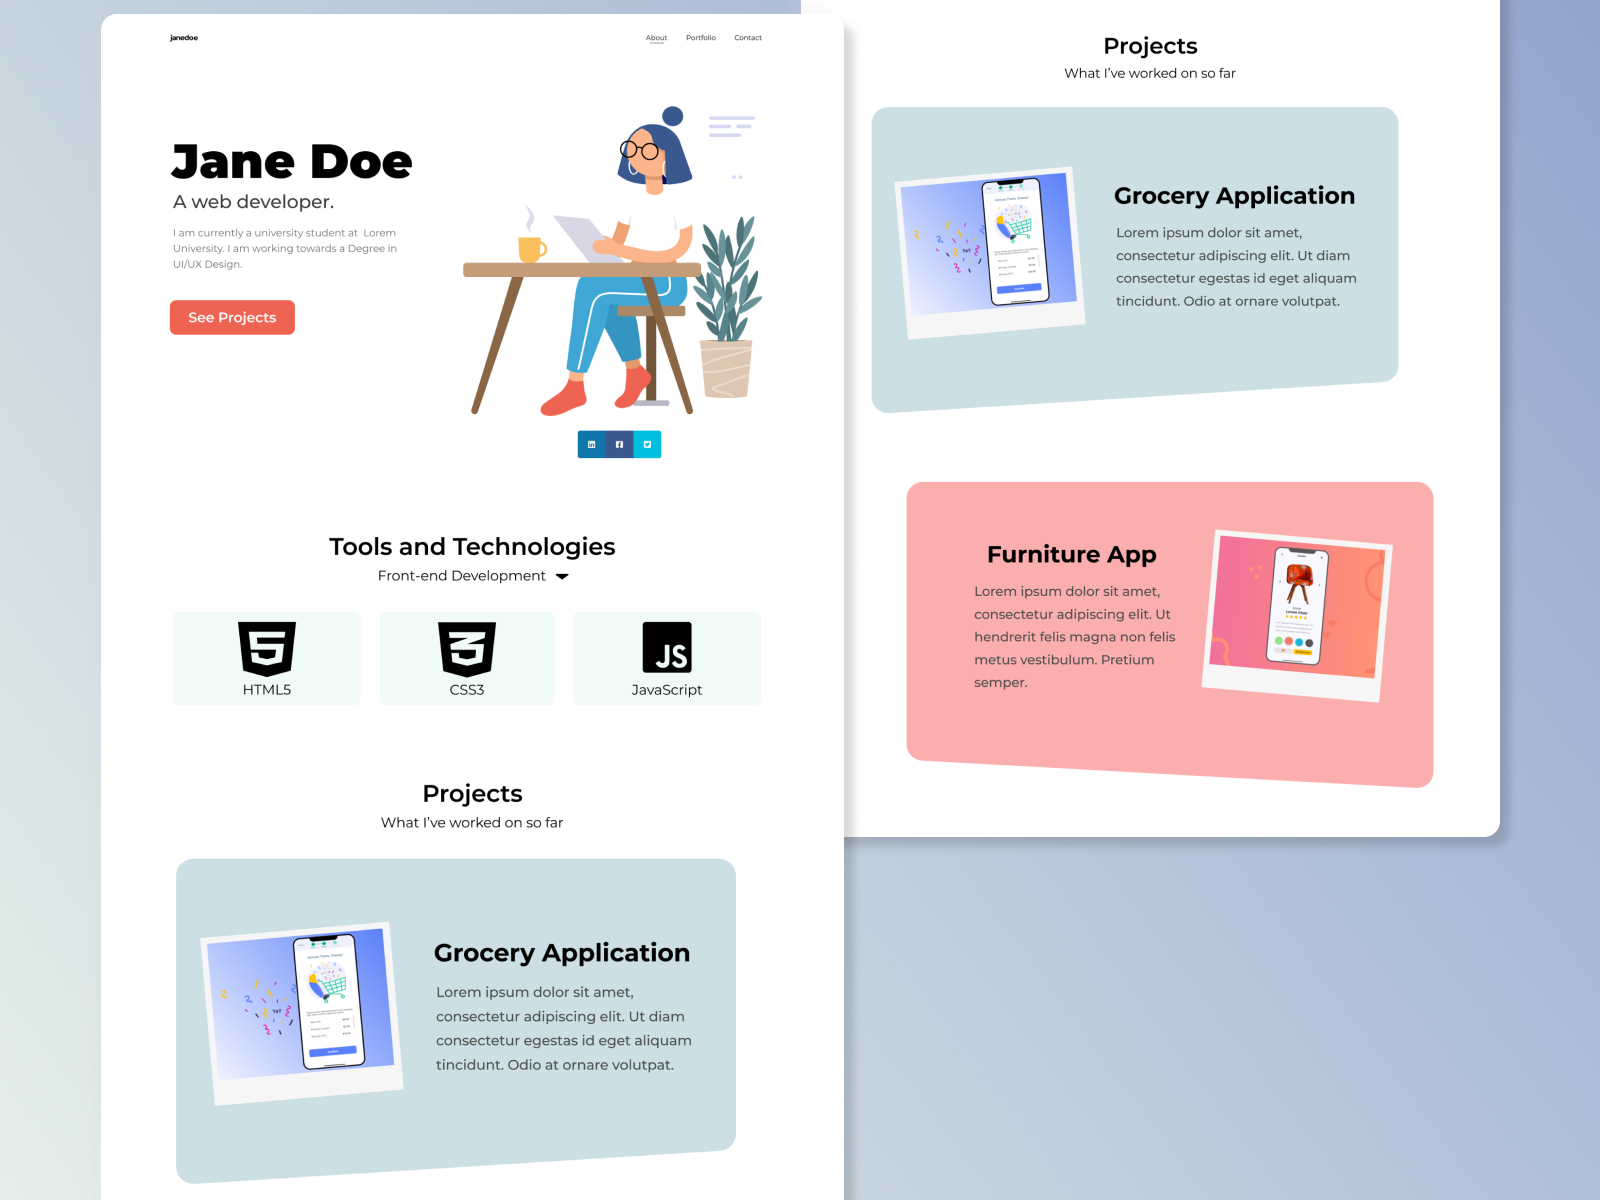 janedoe
About Portfolio Contact
Jane Doe
A web developer.
I am currently a university student at Lorem
University. I am working towards a Degree in
UI/UX Design.
See Projects
Tools and Technologies
Front-end Development
HTML5
CSS3
JS
JavaScript
Projects
What I've worked on so far
YAY
Grocery Application
Lorem ipsum dolor sit amet,
consectetur adipiscing elit. Ut diam
consectetur egestas id eget aliquam
tincidunt. Odio at ornare volutpat.
Projects
What I've worked on so far
YAY
Grocery Application
Lorem ipsum dolor sit amet,
consectetur adipiscing elit. Ut diam
consectetur egestas id eget aliquam
tincidunt. Odio at ornare volutpat.
Furniture App
Lorem ipsum dolor sit amet,
consectetur adipiscing elit. Ut
hendrerit felis magna non felis
metus vestibulum. Pretium
semper.
Lorem Chair